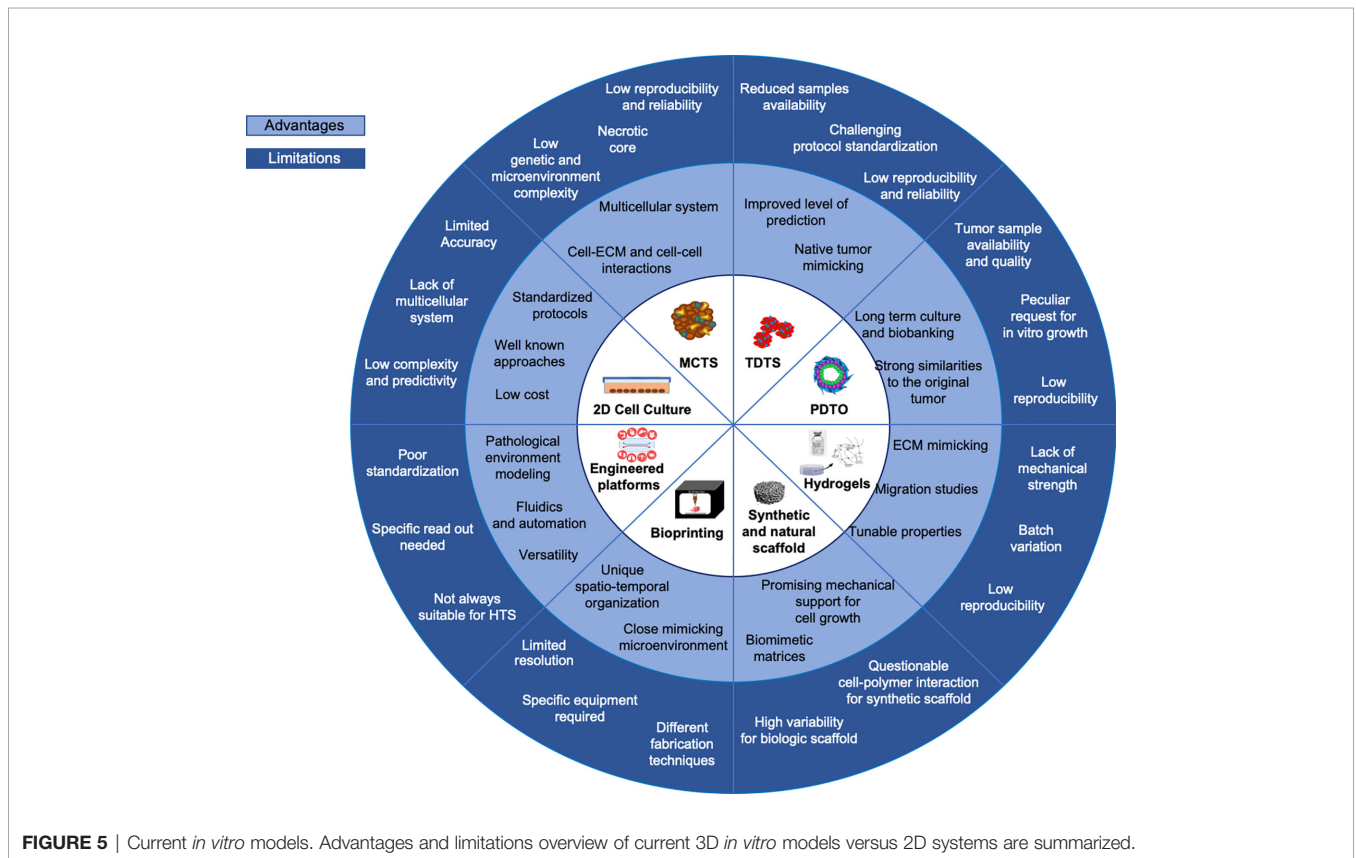 Advantages
Limitations
Low reproducibility
and reliability
Necrotic
core
Low
genetic and
microenvironment
complexity
Multicellular system
Cell-ECM and cell-cell
interactions
MCTS
Reduced samples
availability
Challenging
protocol standardization
Low reproducibility
and reliability
Improved level of
prediction
Native tumor
mimicking
TDTS
Tumor sample
availability
and quality
Peculiar
request for
in vitro growth
Low
reproducibility
Long term culture
and biobanking
Strong similarities
to the original
tumor
PDTO
Lack of
mechanical
strength
Batch
variation
Low
reproducibility
ECM mimicking
Migration studies
Tunable properties
Hydrogels
Questionable
cell-polymer interaction
for synthetic scaffold
High variability
for biologic scaffold
Promising mechanical
support for
cell growth
Biomimetic
matrices
Synthetic
and natural
scaffold
Different
fabrication
techniques
Specific equipment
required
Limited
resolution
Unique
spatio-temporal
organization
Close mimicking
microenvironment
Bioprinting
Not always
suitable for HTS
Specific read out
needed
Poor
standardization
Pathological
environment
modeling
Fluidics
and automation
Versatility
Engineered
platforms
Low complexity
and predictivity
Lack of
multicellular
system
Limited
Accuracy
Standardized
protocols
Well known
approaches
Low cost
2D Cell Culture
FIGURE 5 | Current in vitro models. Advantages and limitations overview of current 3D in vitro models versus 2D systems are summarized.